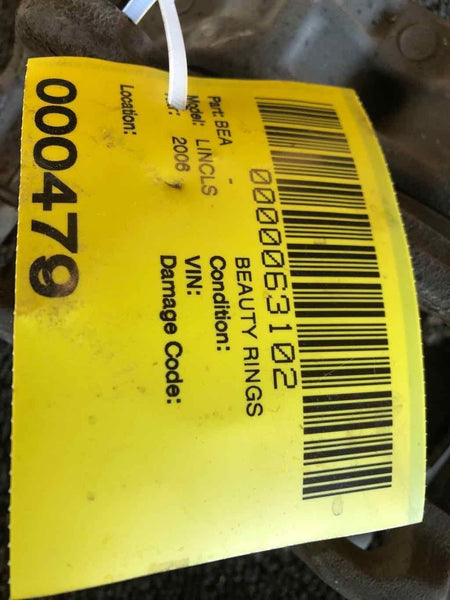 0000063102
Part: BEA - BEAUTY RINGS
Model: LINCLS Condition:
2006 VIN:
Damage Code:
Location:
000479